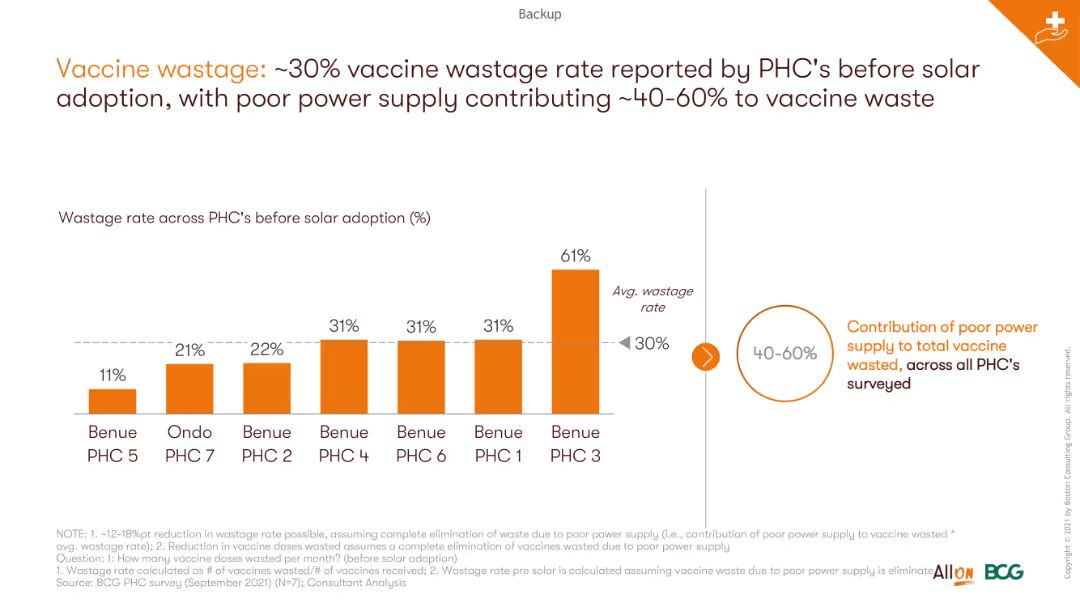 Backup
Vaccine wastage: ~30% vaccine wastage rate reported by PHC's before solar
adoption, with poor power supply contributing ~40-60% to vaccine waste
Wastage rate across PHC's before solar adoption (%)
61%
Avg. wastage
rate
31%
31%
31%
30%
21%
22%
11%
Benue
PHC 5
Ondo
PHC 7
Benue
PHC 2
Benue
PHC 4
Benue
PHC 6
Benue
PHC 1
Benue
PHC 3
40-60%
Contribution of poor power
supply to total vaccine
wasted, across all PHC's
surveyed
NOTE: 1. ~12-18%pt reduction in wastage rate possible, assuming complete elimination of waste due to poor power supply (i.e., contribution of poor power supply to vaccine wasted *
avg. wastage rate); 2. Reduction in vaccine doses wasted assumes a complete elimination of vaccines wasted due to poor power supply
Question: 1: How many vaccine doses wasted per month? (before solar adoption)
1. Wastage rate calculated as # of vaccines wasted/# of vaccines received; 2. Wastage rate pre solar is calculated assuming vaccine waste due to poor power supply is eliminate
Source: BCG PHC survey (September 2021) (N=7); Consultant Analysis
All on
BCG
Copyright © 2021 by Boston Consulting Group. All rights reserved.